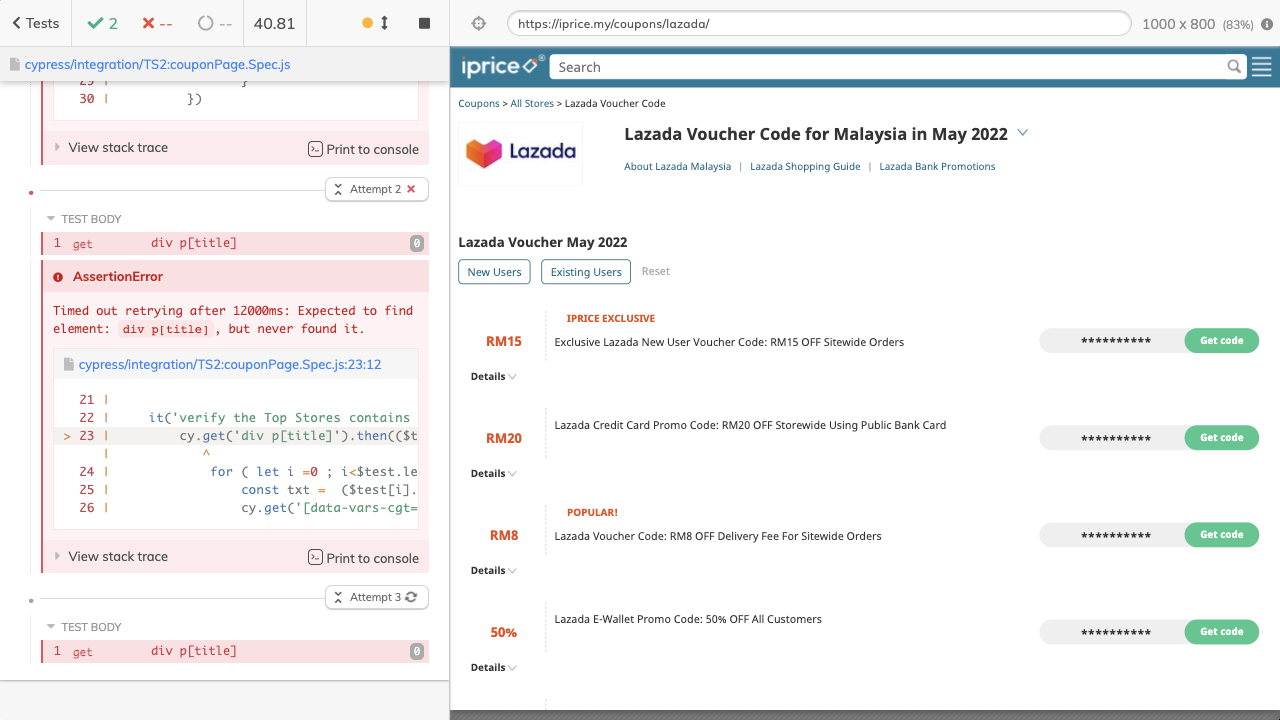 Tests
2
--
--
40.81
cypress/integration/TS2:couponPage.Spec.js
29 | }
30 | })
View stack trace
Print to console
Attempt 2
TEST BODY
1 get div p[title] 0
AssertionError
Timed out retrying after 12000ms: Expected to find
element: div p[title], but never found it.
cypress/integration/TS2:couponPage.Spec.js:23:12
21 |
22 | it('verify the Top Stores contains
> 23 | cy.get('div p[title]').then(($t
| ^
24 | for ( let i =0 ; i<$test.le
25 | const txt = ($test[i].
26 | cy.get('[data-vars-cgt=
View stack trace
Print to console
Attempt 3
TEST BODY
1 get div p[title] 0
https://iprice.my/coupons/lazada/
1000 x 800 (83%)
iprice
Search
Coupons > All Stores > Lazada Voucher Code
Lazada
Lazada Voucher Code for Malaysia in May 2022
About Lazada Malaysia | Lazada Shopping Guide | Lazada Bank Promotions
Lazada Voucher May 2022
New Users
Existing Users
Reset
IPRICE EXCLUSIVE
RM15
Exclusive Lazada New User Voucher Code: RM15 OFF Sitewide Orders
**********
Get code
Details
Lazada Credit Card Promo Code: RM20 OFF Storewide Using Public Bank Card
RM20
**********
Get code
Details
POPULAR!
RM8
Lazada Voucher Code: RM8 OFF Delivery Fee For Sitewide Orders
**********
Get code
Details
Lazada E-Wallet Promo Code: 50% OFF All Customers
50%
**********
Get code
Details